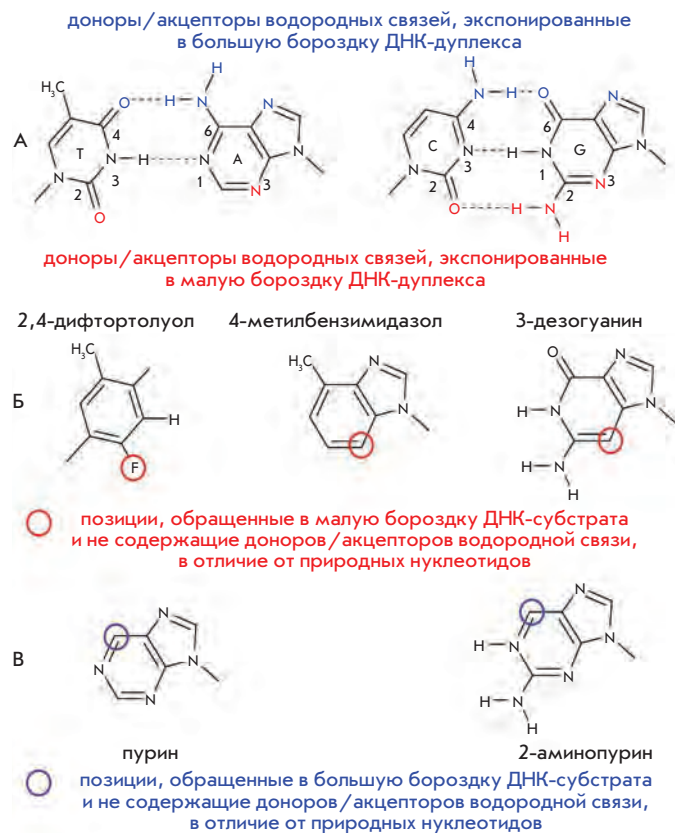 доноры/акцепторы водородных связей, экспонированные
в большую бороздку ДНК-дуплекса
А
H₃C
O
4
T
N
H
3
2
O
H
H
N
6
N
N
1
A
N
3
N
H
N
H
4
C
N
3
2
O
O
6
H
N
1
G
2
N
3
N
N
H
N
H
доноры/акцепторы водородных связей, экспонированные
в малую бороздку ДНК-дуплекса
2,4-дифтортолуол 4-метилбензимидазол 3-дезогуанин
Б
H₃C
H
F
H₃C
N
N
O
N
H
N
N
N
H
H
позиции, обращенные в малую бороздку ДНК-субстрата
и не содержащие доноров/акцепторов водородной связи,
в отличие от природных нуклеотидов
В
N
N
N
N
N
H
N
N
N
H
N
H
пурин 2-аминопурин
позиции, обращенные в большую бороздку ДНК-субстрата
и не содержащие доноров/акцепторов водородной связи,
в отличие от природных нуклеотидов